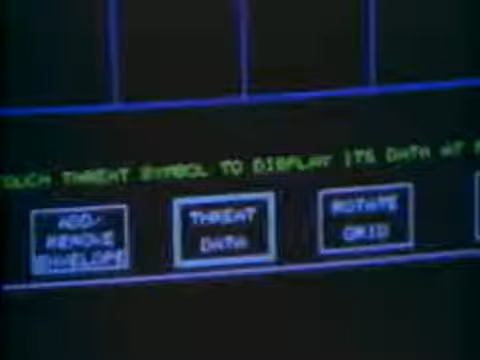 TOUCH THREAT SYMBOL TO DISPLAY ITS DATA AT
ADD/
REMOVE
ENVELOPE
THREAT
DATA
ROTATE
GRID